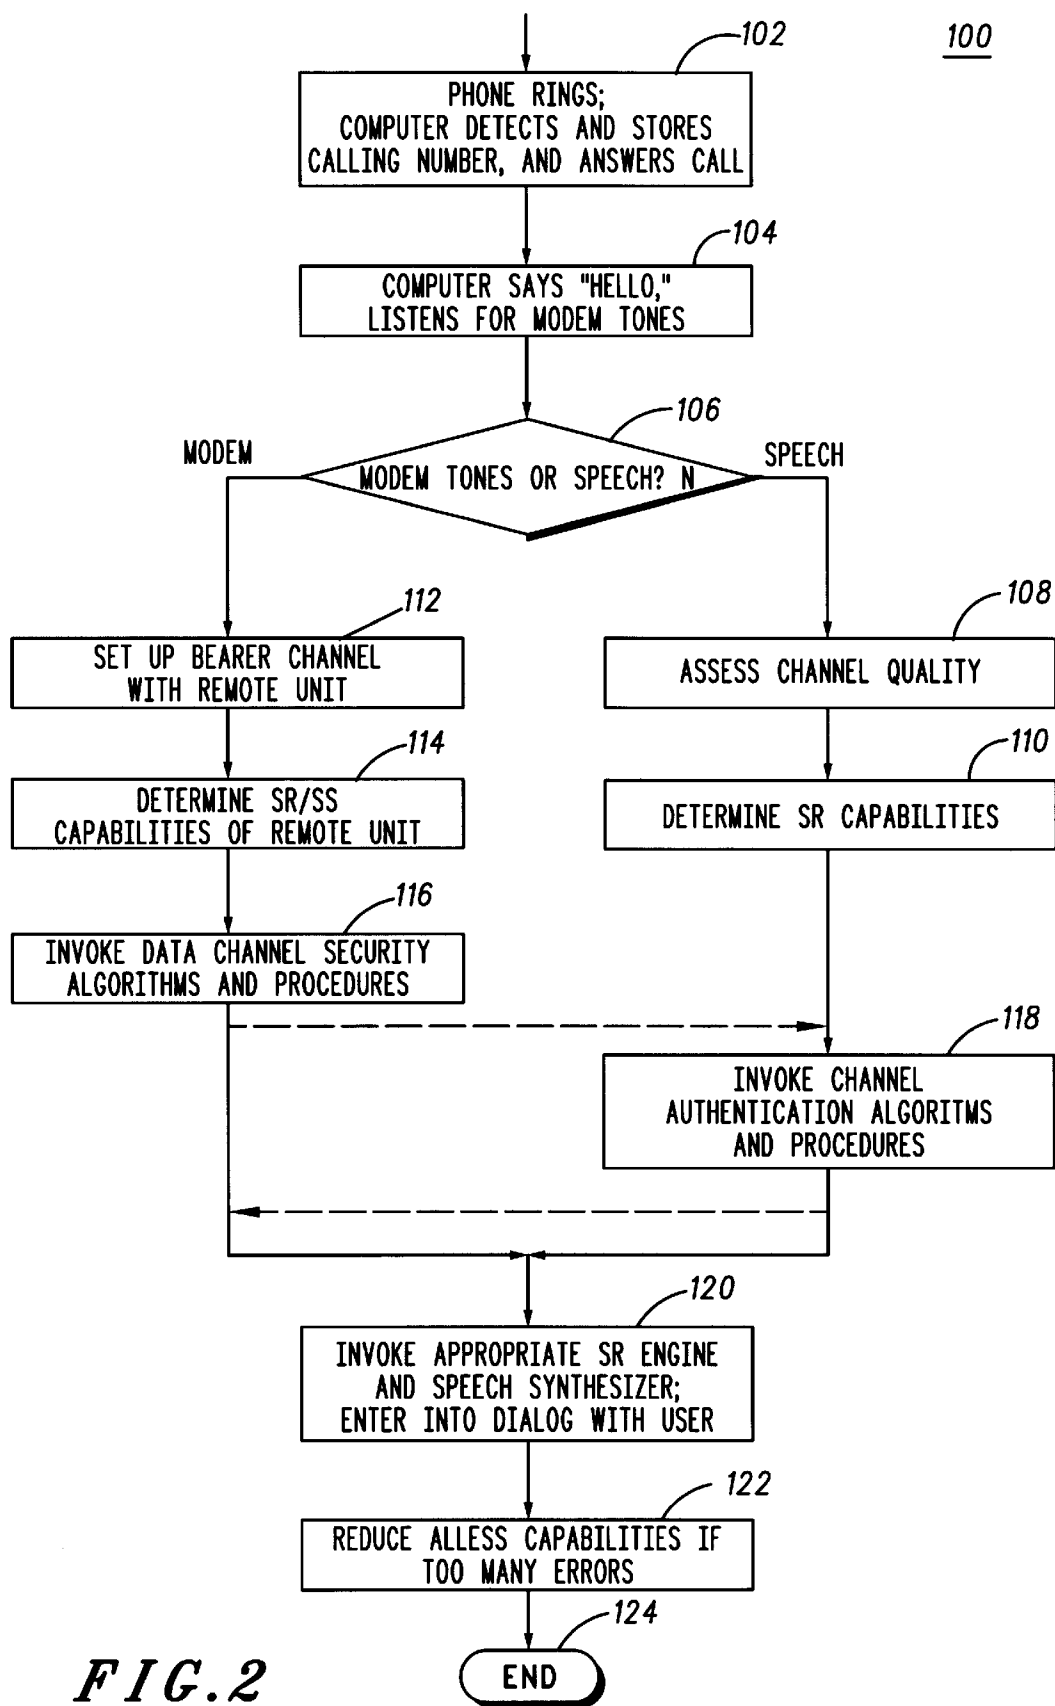 102
100
PHONE RINGS;
COMPUTER DETECTS AND STORES
CALLING NUMBER, AND ANSWERS CALL
104
COMPUTER SAYS "HELLO,"
LISTENS FOR MODEM TONES
106
MODEM
SPEECH
MODEM TONES OR SPEECH? N
112
108
SET UP BEARER CHANNEL
WITH REMOTE UNIT
ASSESS CHANNEL QUALITY
114
110
DETERMINE SR/SS
CAPABILITIES OF REMOTE UNIT
DETERMINE SR CAPABILITIES
116
INVOKE DATA CHANNEL SECURITY
ALGORITHMS AND PROCEDURES
118
INVOKE CHANNEL
AUTHENTICATION ALGORITMS
AND PROCEDURES
120
INVOKE APPROPRIATE SR ENGINE
AND SPEECH SYNTHESIZER;
ENTER INTO DIALOG WITH USER
122
REDUCE ALLESS CAPABILITIES IF
TOO MANY ERRORS
124
END
FIG.2